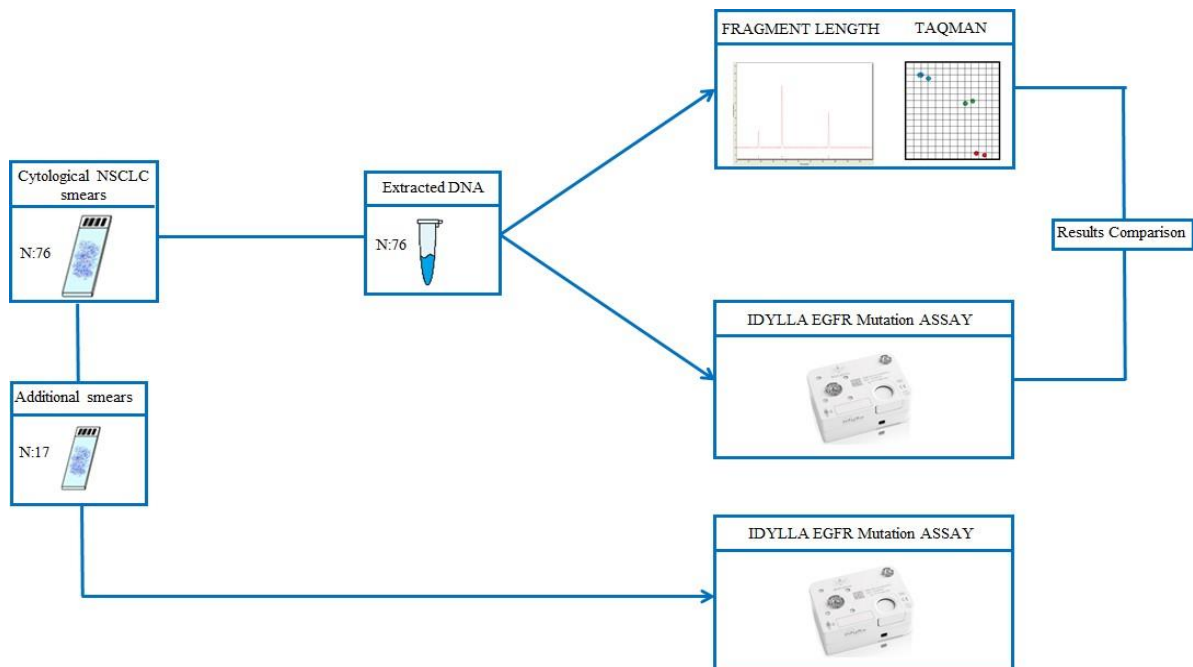 FRAGMENT LENGTH TAQMAN
Cytological NSCLC
smears
N:76
Extracted DNA
N:76
Results Comparison
IDYLLA EGFR Mutation ASSAY
Additional smears
N:17
IDYLLA EGFR Mutation ASSAY